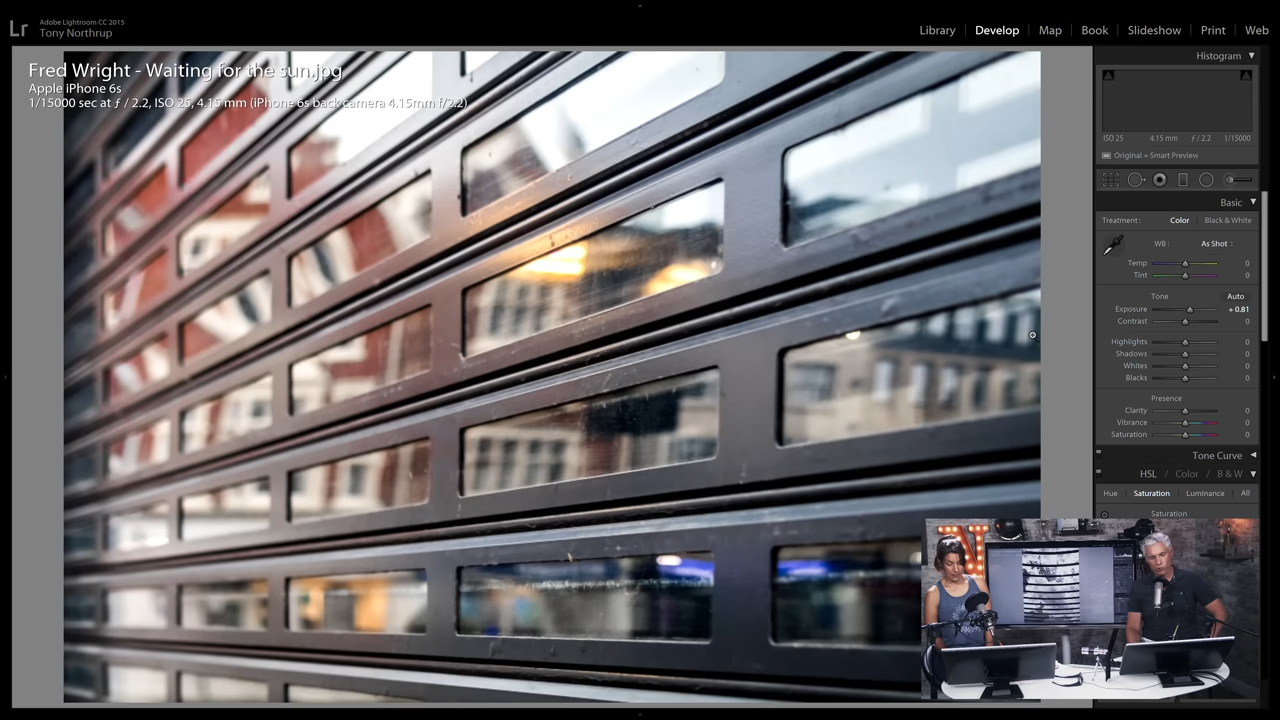 Lr
Adobe Lightroom CC 2015
Tony Northrup
Library | Develop | Map | Book | Slideshow | Print | Web
Fred Wright - Waiting for the sun.jpg
Apple iPhone 6s
1/15000 sec at ƒ / 2.2, ISO 25, 4.15 mm (iPhone 6s back camera 4.15mm f/2.2)
Histogram
ISO 25 4.15 mm ƒ / 2.2 1/15000
Original + Smart Preview
Basic
Treatment : Color Black & White
WB : As Shot
Temp 0
Tint 0
Tone Auto
Exposure + 0.81
Contrast 0
Highlights 0
Shadows 0
Whites 0
Blacks 0
Presence
Clarity 0
Vibrance 0
Saturation 0
Tone Curve
HSL / Color / B & W
Hue Saturation Luminance All
Saturation
N